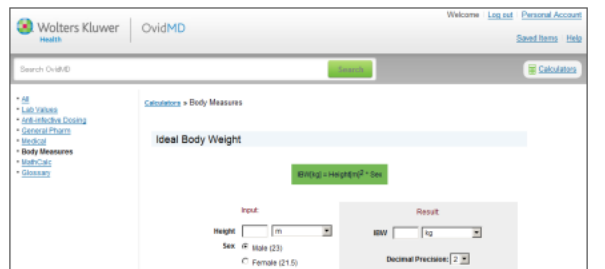 Welcome Log out Personal Account
Wolters Kluwer
Health
OvidMD
Saved Items Help
Search OvidMD
Search
Calculators
All
Lab Values
Anti-infective Dosing
General Pharm
Medical
Body Measures
MathCalc
Glossary
Calculators » Body Measures
Ideal Body Weight
IBW(kg) = Height(m)² * Sex
Input:
Height m
Sex Male (23)
Female (21.5)
Result:
IBW kg
Decimal Precision: 2